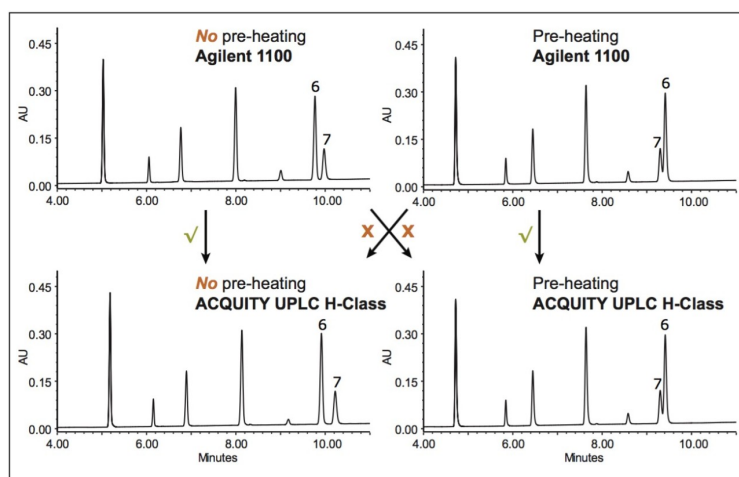 No pre-heating
Agilent 1100
0.45
0.30
0.15
0.00
AU
6
7
4.00 6.00 8.00 10.00
Pre-heating
Agilent 1100
0.45
0.30
0.15
0.00
6
7
4.00 6.00 8.00 10.00
√
X X
√
No pre-heating
ACQUITY UPLC H-Class
0.45
0.30
0.15
0.00
AU
6
7
4.00 6.00 8.00 10.00
Minutes
Pre-heating
ACQUITY UPLC H-Class
0.45
0.30
0.15
0.00
AU
6
7
4.00 6.00 8.00 10.00
Minutes